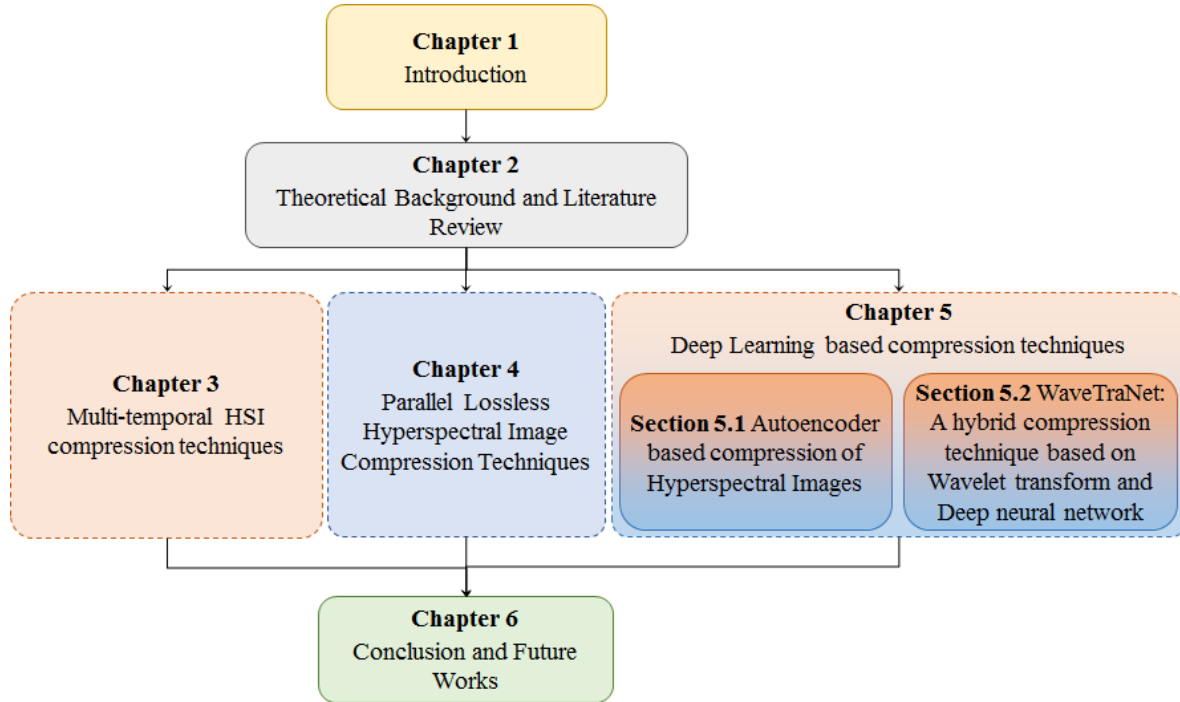 Chapter 1
Introduction
Chapter 2
Theoretical Background and Literature
Review
Chapter 3
Multi-temporal HSI
compression techniques
Chapter 4
Parallel Lossless
Hyperspectral Image
Compression Techniques
Chapter 5
Deep Learning based compression techniques
Section 5.1 Autoencoder
based compression of
Hyperspectral Images
Section 5.2 WaveTraNet:
A hybrid compression
technique based on
Wavelet transform and
Deep neural network
Chapter 6
Conclusion and Future
Works